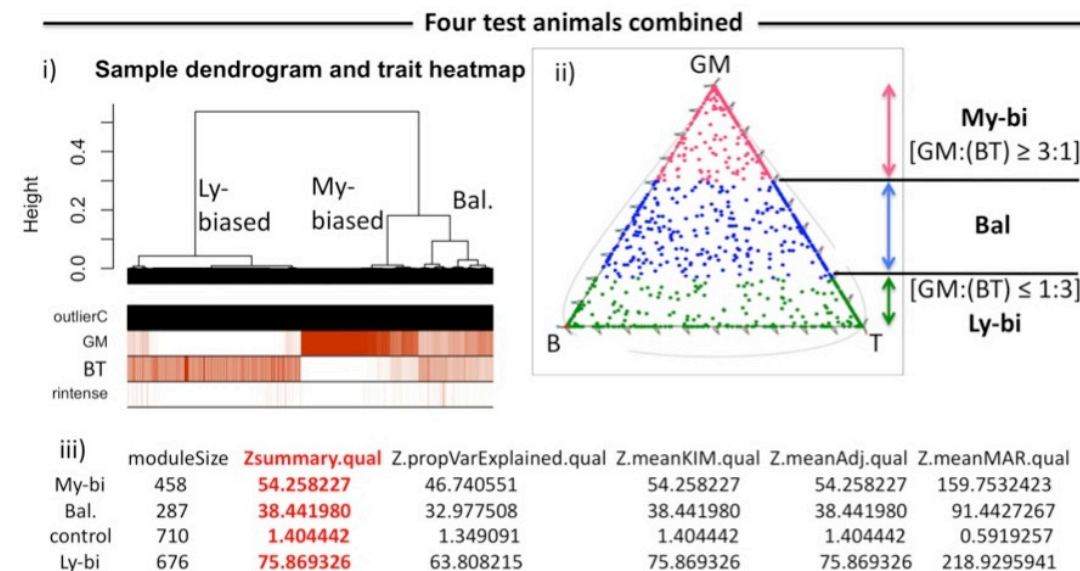 Four test animals combined
i) Sample dendrogram and trait heatmap
Height
0.0 0.2 0.4
Ly-
biased
My-
biased
Bal.
outlierC
GM
BT
rintense
ii)
GM
B
T
My-bi
[GM:(BT) ≥ 3:1]
Bal
[GM:(BT) ≤ 1:3]
Ly-bi
iii)
moduleSize Zsummary.qual Z.propVarExplained.qual Z.meanKIM.qual Z.meanAdj.qual Z.meanMAR.qual
My-bi 458 54.258227 46.740551 54.258227 54.258227 159.7532423
Bal. 287 38.441980 32.977508 38.441980 38.441980 91.4427267
control 710 1.404442 1.349091 1.404442 1.404442 0.5919257
Ly-bi 676 75.869326 63.808215 75.869326 75.869326 218.9295941